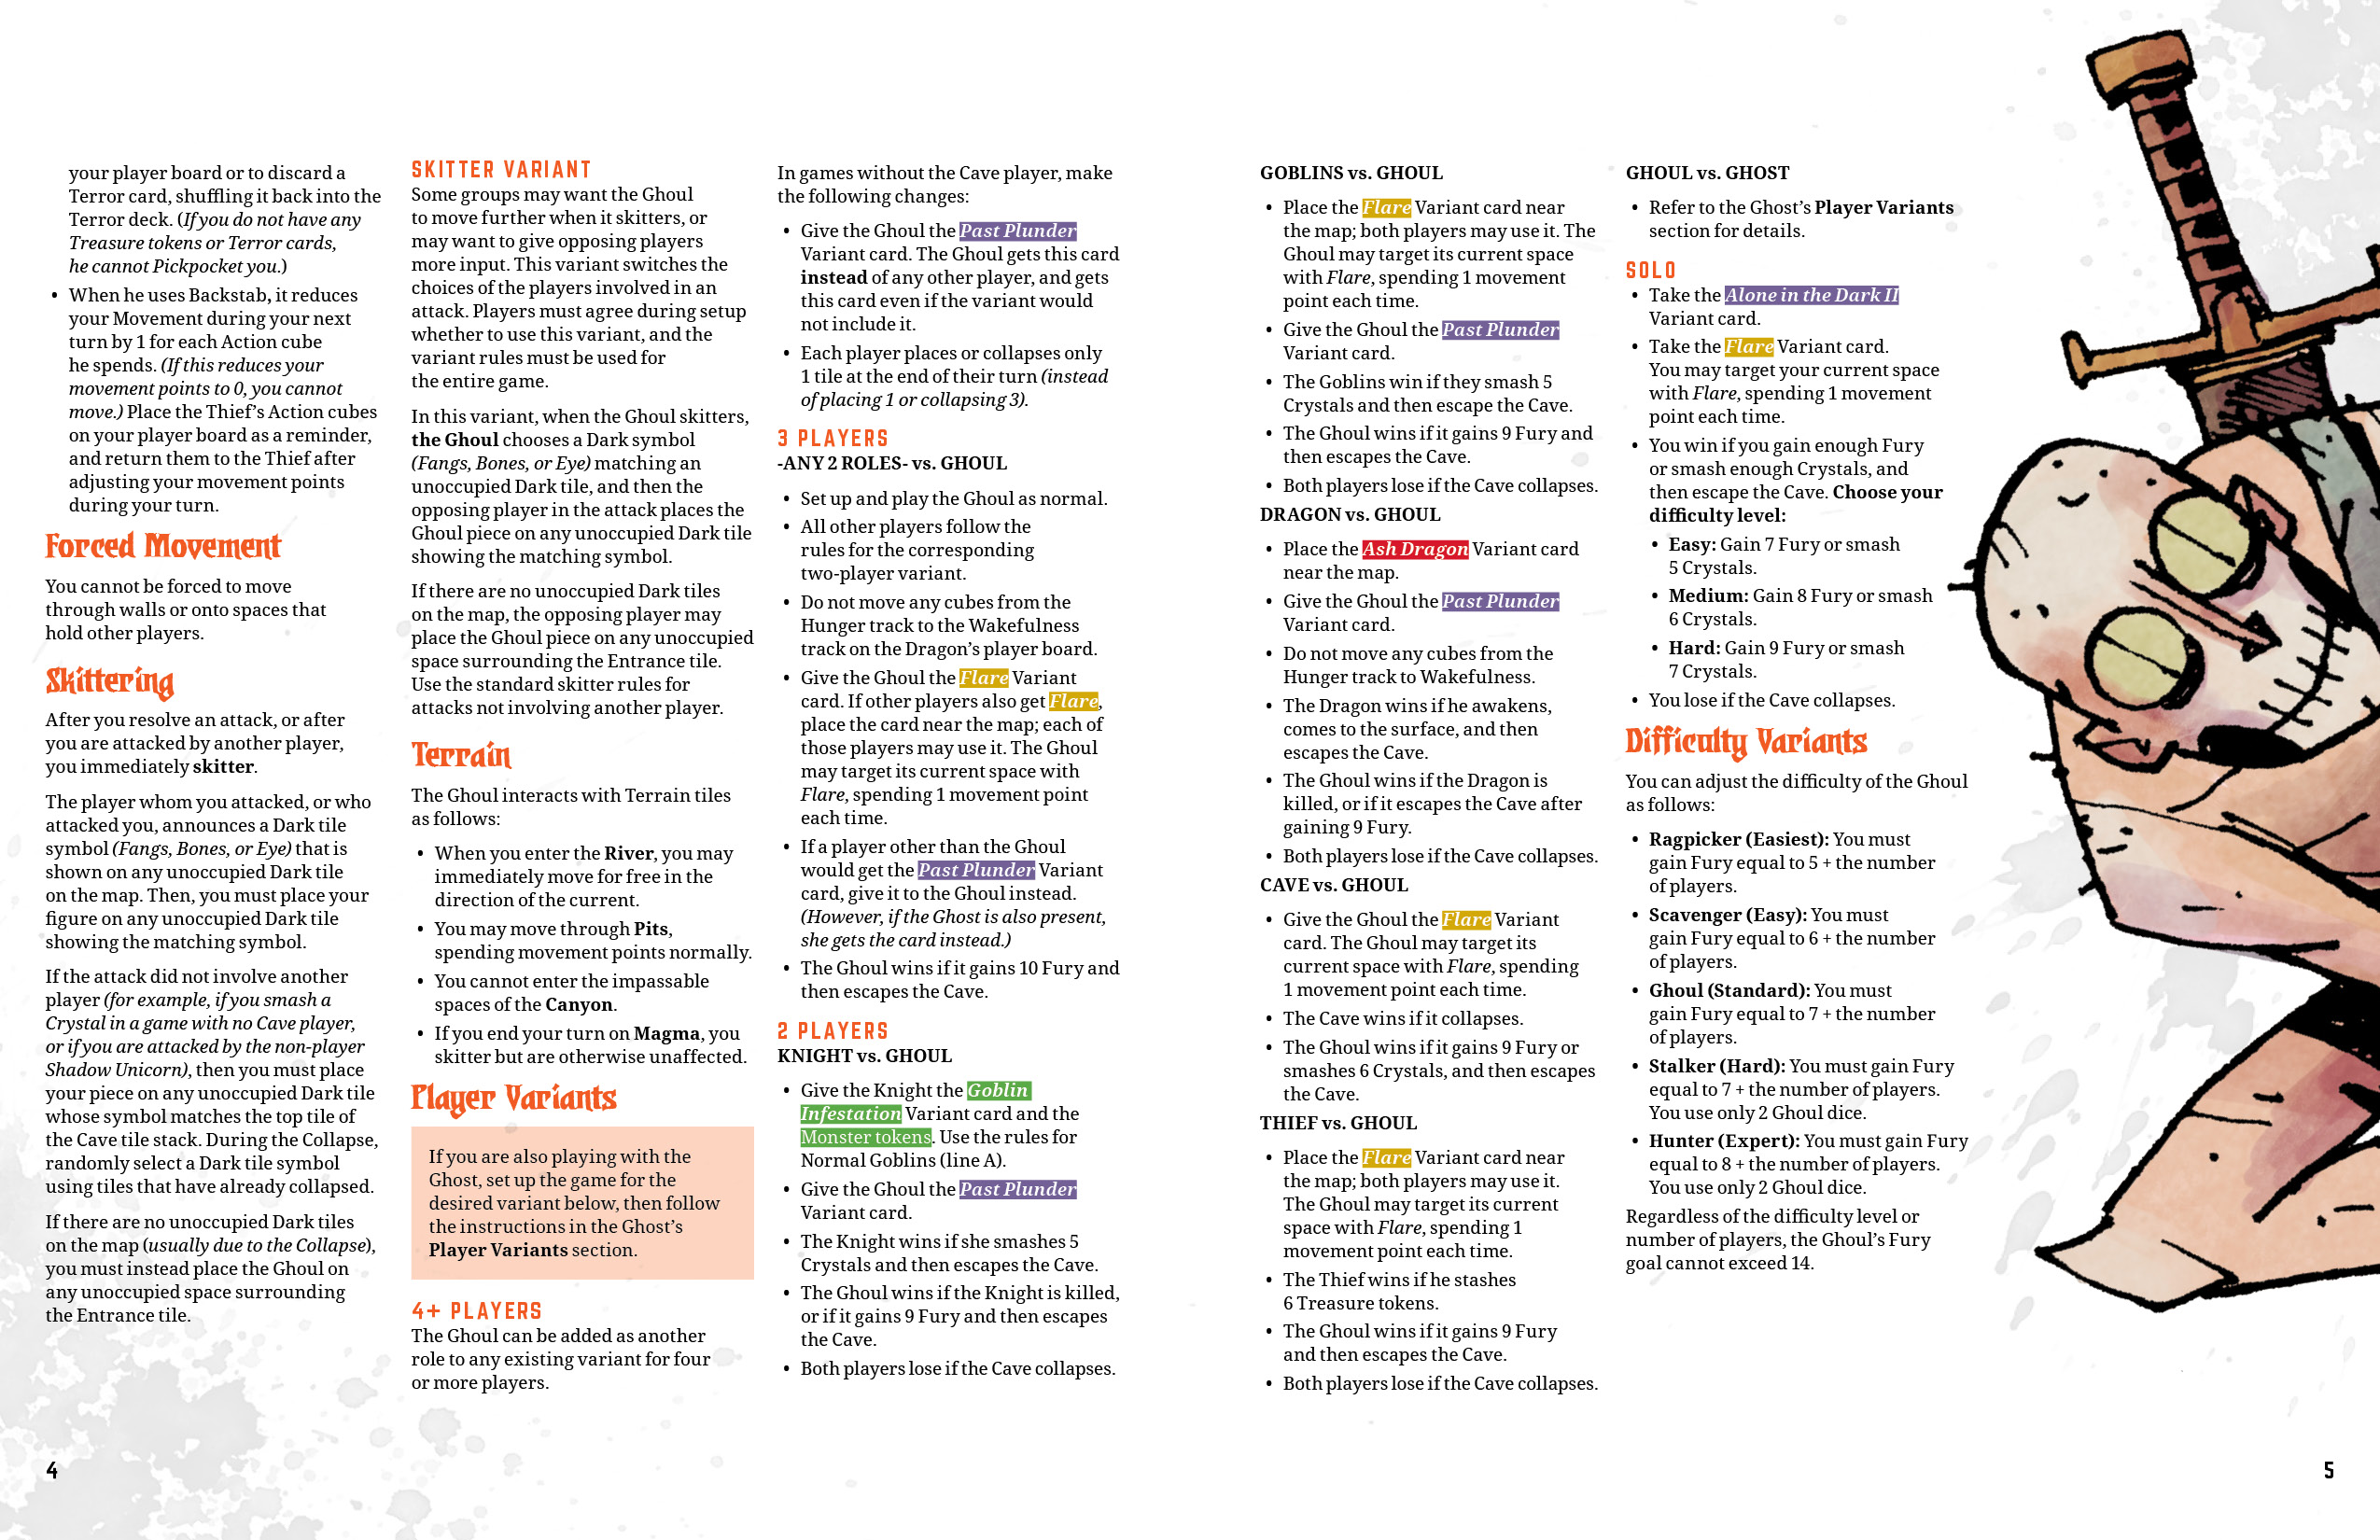 your player board or to discard a
Terror card, shuffling it back into the
Terror deck. (If you do not have any
Treasure tokens or Terror cards,
he cannot Pickpocket you.)
• When he uses Backstab, it reduces
your Movement during your next
turn by 1 for each Action cube
he spends. (If this reduces your
movement points to 0, you cannot
move.) Place the Thief's Action cubes
on your player board as a reminder,
and return them to the Thief after
adjusting your movement points
during your turn.
Forced Movement
You cannot be forced to move
through walls or onto spaces that
hold other players.
Skittering
After you resolve an attack, or after
you are attacked by another player,
you immediately skitter.
The player whom you attacked, or who
attacked you, announces a Dark tile
symbol (Fangs, Bones, or Eye) that is
shown on any unoccupied Dark tile
on the map. Then, you must place your
figure on any unoccupied Dark tile
showing the matching symbol.
If the attack did not involve another
player (for example, if you smash a
Crystal in a game with no Cave player,
or if you are attacked by the non-player
Shadow Unicorn), then you must place
your piece on any unoccupied Dark tile
whose symbol matches the top tile of
the Cave tile stack. During the Collapse,
randomly select a Dark tile symbol
using tiles that have already collapsed.
If there are no unoccupied Dark tiles
on the map (usually due to the Collapse),
you must instead place the Ghoul on
any unoccupied space surrounding
the Entrance tile.
SKITTER VARIANT
Some groups may want the Ghoul
to move further when it skitters, or
may want to give opposing players
more input. This variant switches the
choices of the players involved in an
attack. Players must agree during setup
whether to use this variant, and the
variant rules must be used for
the entire game.
In this variant, when the Ghoul skitters,
the Ghoul chooses a Dark symbol
(Fangs, Bones, or Eye) matching an
unoccupied Dark tile, and then the
opposing player in the attack places the
Ghoul piece on any unoccupied Dark tile
showing the matching symbol.
If there are no unoccupied Dark tiles
on the map, the opposing player may
place the Ghoul piece on any unoccupied
space surrounding the Entrance tile.
Use the standard skitter rules for
attacks not involving another player.
Terrain
The Ghoul interacts with Terrain tiles
as follows:
• When you enter the River, you may
immediately move for free in the
direction of the current.
• You may move through Pits,
spending movement points normally.
• You cannot enter the impassable
spaces of the Canyon.
• If you end your turn on Magma, you
skitter but are otherwise unaffected.
Player Variants
If you are also playing with the
Ghost, set up the game for the
desired variant below, then follow
the instructions in the Ghost's
Player Variants section.
4+ PLAYERS
The Ghoul can be added as another
role to any existing variant for four
or more players.
In games without the Cave player, make
the following changes:
• Give the Ghoul the Past Plunder
Variant card. The Ghoul gets this card
instead of any other player, and gets
this card even if the variant would
not include it.
• Each player places or collapses only
1 tile at the end of their turn (instead
of placing 1 or collapsing 3).
3 PLAYERS
-ANY 2 ROLES- vs. GHOUL
• Set up and play the Ghoul as normal.
• All other players follow the
rules for the corresponding
two-player variant.
• Do not move any cubes from the
Hunger track to the Wakefulness
track on the Dragon's player board.
• Give the Ghoul the Flare Variant
card. If other players also get Flare,
place the card near the map; each of
those players may use it. The Ghoul
may target its current space with
Flare, spending 1 movement point
each time.
• If a player other than the Ghoul
would get the Past Plunder Variant
card, give it to the Ghoul instead.
(However, if the Ghost is also present,
she gets the card instead.)
• The Ghoul wins if it gains 10 Fury and
then escapes the Cave.
2 PLAYERS
KNIGHT vs. GHOUL
• Give the Knight the Goblin
Infestation Variant card and the
Monster tokens. Use the rules for
Normal Goblins (line A).
• Give the Ghoul the Past Plunder
Variant card.
• The Knight wins if she smashes 5
Crystals and then escapes the Cave.
• The Ghoul wins if the Knight is killed,
or if it gains 9 Fury and then escapes
the Cave.
• Both players lose if the Cave collapses.
4
GOBLINS vs. GHOUL
• Place the Flare Variant card near
the map; both players may use it. The
Ghoul may target its current space
with Flare, spending 1 movement
point each time.
• Give the Ghoul the Past Plunder
Variant card.
• The Goblins win if they smash 5
Crystals and then escape the Cave.
• The Ghoul wins if it gains 9 Fury and
then escapes the Cave.
• Both players lose if the Cave collapses.
DRAGON vs. GHOUL
• Place the Ash Dragon Variant card
near the map.
• Give the Ghoul the Past Plunder
Variant card.
• Do not move any cubes from the
Hunger track to Wakefulness.
• The Dragon wins if he awakens,
comes to the surface, and then
escapes the Cave.
• The Ghoul wins if the Dragon is
killed, or if it escapes the Cave after
gaining 9 Fury.
• Both players lose if the Cave collapses.
CAVE vs. GHOUL
• Give the Ghoul the Flare Variant
card. The Ghoul may target its
current space with Flare, spending
1 movement point each time.
• The Cave wins if it collapses.
• The Ghoul wins if it gains 9 Fury or
smashes 6 Crystals, and then escapes
the Cave.
THIEF vs. GHOUL
• Place the Flare Variant card near
the map; both players may use it.
The Ghoul may target its current
space with Flare, spending 1
movement point each time.
• The Thief wins if he stashes
6 Treasure tokens.
• The Ghoul wins if it gains 9 Fury
and then escapes the Cave.
• Both players lose if the Cave collapses.
GHOUL vs. GHOST
• Refer to the Ghost's Player Variants
section for details.
SOLO
• Take the Alone in the Dark II
Variant card.
• Take the Flare Variant card.
You may target your current space
with Flare, spending 1 movement
point each time.
• You win if you gain enough Fury
or smash enough Crystals, and
then escape the Cave. Choose your
difficulty level:
• Easy: Gain 7 Fury or smash
5 Crystals.
• Medium: Gain 8 Fury or smash
6 Crystals.
• Hard: Gain 9 Fury or smash
7 Crystals.
• You lose if the Cave collapses.
Difficulty Variants
You can adjust the difficulty of the Ghoul
as follows:
• Ragpicker (Easiest): You must
gain Fury equal to 5 + the number
of players.
• Scavenger (Easy): You must
gain Fury equal to 6 + the number
of players.
• Ghoul (Standard): You must
gain Fury equal to 7 + the number
of players.
• Stalker (Hard): You must gain Fury
equal to 7 + the number of players.
You use only 2 Ghoul dice.
• Hunter (Expert): You must gain Fury
equal to 8 + the number of players.
You use only 2 Ghoul dice.
Regardless of the difficulty level or
number of players, the Ghoul's Fury
goal cannot exceed 14.
5